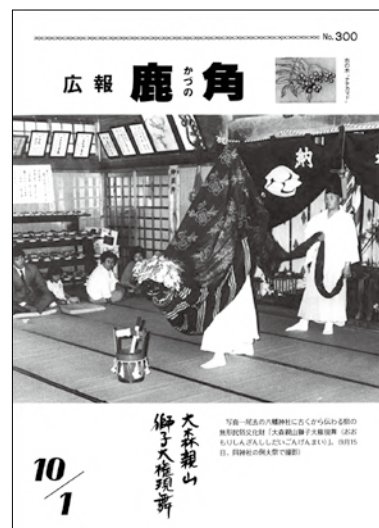 No.300
広報 鹿角
かづの
納
大森親山
獅子大権現舞
写真―尾去の八幡神社に古くから伝わる県の
無形民俗文化財「大森親山獅子大権現舞(おお
もりしんざんししだいごんげんまい)」。(9月15
日、同神社の例大祭で撮影)
10/1